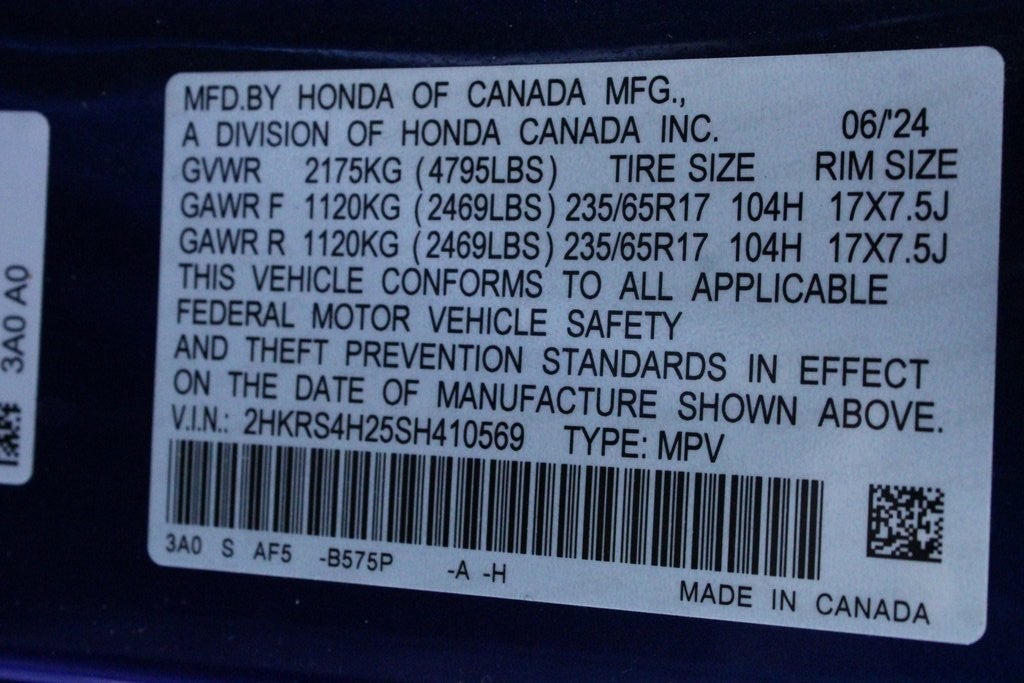 MFD.BY HONDA OF CANADA MFG.,
A DIVISION OF HONDA CANADA INC. 06/'24
GVWR 2175KG (4795LBS) TIRE SIZE RIM SIZE
GAWR F 1120KG (2469LBS) 235/65R17 104H 17X7.5J
GAWR R 1120KG (2469LBS) 235/65R17 104H 17X7.5J
THIS VEHICLE CONFORMS TO ALL APPLICABLE
FEDERAL MOTOR VEHICLE SAFETY
AND THEFT PREVENTION STANDARDS IN EFFECT
ON THE DATE OF MANUFACTURE SHOWN ABOVE.
V.I.N.: 2HKRS4H25SH410569 TYPE: MPV
3A0 S AF5 -B575P -A -H
MADE IN CANADA
3A0 A0